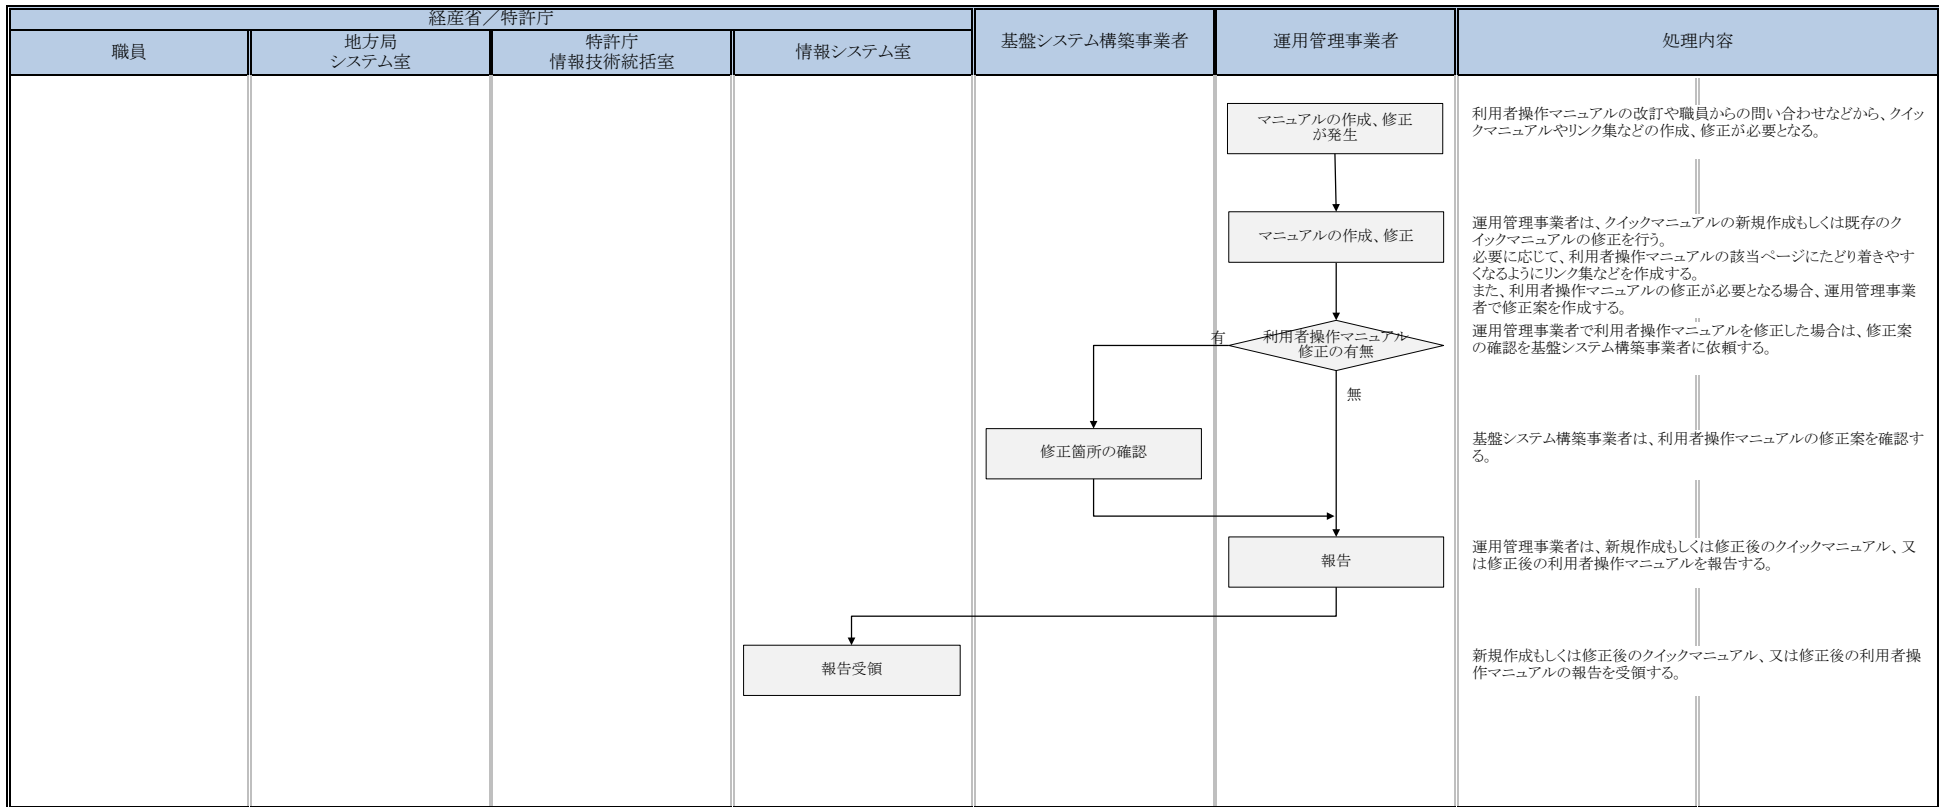 経産省／特許庁
職員
地方局
システム室
特許庁
情報技術統括室
情報システム室
基盤システム構築事業者
運用管理事業者
処理内容
マニュアルの作成、修正
が発生
利用者操作マニュアルの改訂や職員からの問い合わせなどから、クイッ
クマニュアルやリンク集などの作成、修正が必要となる。
マニュアルの作成、修正
運用管理事業者は、クイックマニュアルの新規作成もしくは既存のク
イックマニュアルの修正を行う。
必要に応じて、利用者操作マニュアルの該当ページにたどり着きやす
くなるようにリンク集などを作成する。
また、利用者操作マニュアルの修正が必要となる場合、運用管理事業
者で修正案を作成する。
有
利用者操作マニュアル
修正の有無
無
運用管理事業者で利用者操作マニュアルを修正した場合は、修正案
の確認を基盤システム構築事業者に依頼する。
修正箇所の確認
基盤システム構築事業者は、利用者操作マニュアルの修正案を確認す
る。
報告
運用管理事業者は、新規作成もしくは修正後のクイックマニュアル、又
は修正後の利用者操作マニュアルを報告する。
報告受領
新規作成もしくは修正後のクイックマニュアル、又は修正後の利用者操
作マニュアルの報告を受領する。